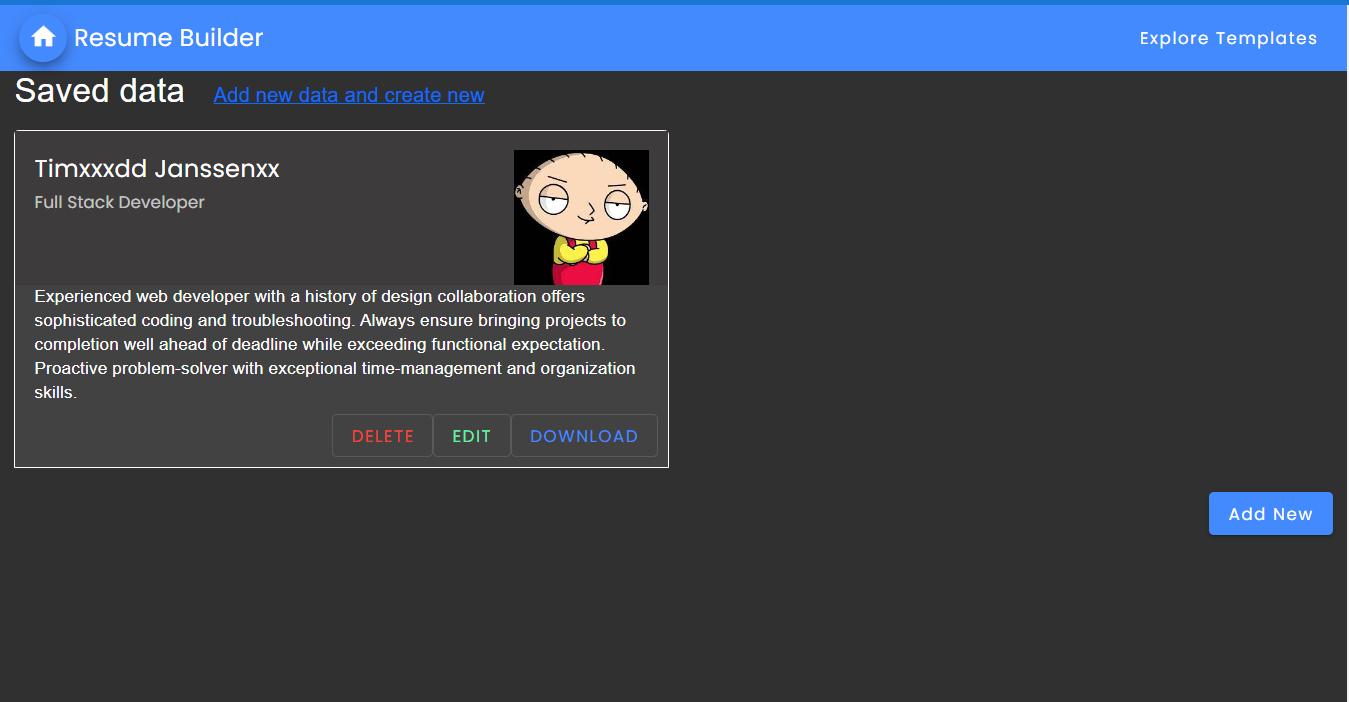 Resume Builder
Explore Templates
Saved data
Add new data and create new
Timxxxdd Janssenxx
Full Stack Developer
Experienced web developer with a history of design collaboration offers
sophisticated coding and troubleshooting. Always ensure bringing projects to
completion well ahead of deadline while exceeding functional expectation.
Proactive problem-solver with exceptional time-management and organization
skills.
DELETE
EDIT
DOWNLOAD
Add New